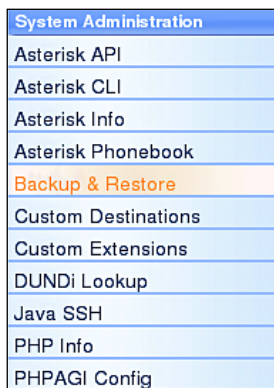 System Administration
Asterisk API
Asterisk CLI
Asterisk Info
Asterisk Phonebook
Backup & Restore
Custom Destinations
Custom Extensions
DUNDi Lookup
Java SSH
PHP Info
PHPAGI Config